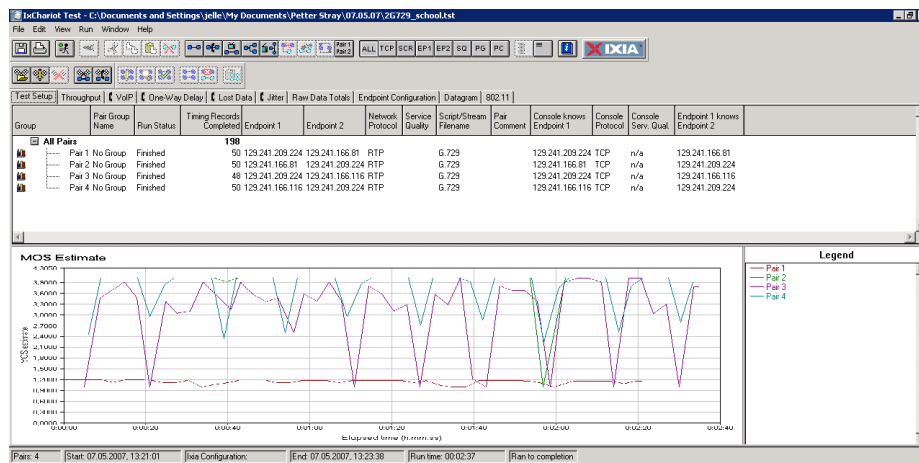 IxChariot Test - C:\Documents and Settings\jelle\My Documents\Petter Stray\07.05.07\2G729_school.tst
File Edit View Run Window Help
Pair 1 Pair 2 ALL TCP SCR EP1 EP2 SQ PG PC i IXIA
Test Setup Throughput VoIP One-Way Delay Lost Data Jitter Raw Data Totals Endpoint Configuration Datagram 802.11
Group Pair Group Name Run Status Timing Records Completed Endpoint 1 Endpoint 2 Network Protocol Service Quality Script/Stream Filename Pair Comment Console knows Endpoint 1 Console Protocol Console Serv. Qual. Endpoint 1 knows Endpoint 2
All Pairs 198
Pair 1 No Group Finished 50 129.241.209.224 129.241.166.81 RTP G.729 129.241.209.224 TCP n/a 129.241.166.81
Pair 2 No Group Finished 50 129.241.166.81 129.241.209.224 RTP G.729 129.241.166.81 TCP n/a 129.241.209.224
Pair 3 No Group Finished 48 129.241.209.224 129.241.166.116 RTP G.729 129.241.209.224 TCP n/a 129.241.166.116
Pair 4 No Group Finished 50 129.241.166.116 129.241.209.224 RTP G.729 129.241.166.116 TCP n/a 129.241.209.224
MOS Estimate
4,3050
3,9000
3,6000
3,3000
3,0000
2,7000
2,4000
2,1000
1,8000
1,5000
1,2000
0,9000
0,6000
0,3000
0,0000
0:00:00 0:00:20 0:00:40 0:01:00 0:01:20 0:01:40 0:02:00 0:02:20 0:02:40
Elapsed time (h:mm:ss)
Legend
Pair 1
Pair 2
Pair 3
Pair 4
Pairs: 4 Start: 07.05.2007, 13:21:01 Ixia Configuration: End: 07.05.2007, 13:23:38 Run time: 00:02:37 Ran to completion